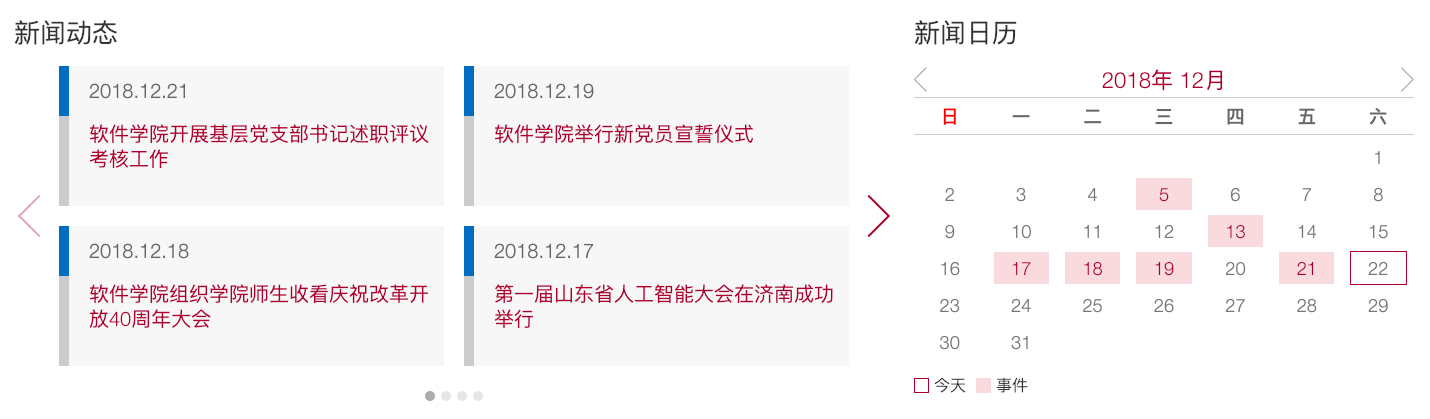 新闻动态
2018.12.21
软件学院开展基层党支部书记述职评议
考核工作
2018.12.19
软件学院举行新党员宣誓仪式
2018.12.18
软件学院组织学院师生收看庆祝改革开
放40周年大会
2018.12.17
第一届山东省人工智能大会在济南成功
举行
新闻日历
2018年 12月
日 一 二 三 四 五 六
1
2 3 4 5 6 7 8
9 10 11 12 13 14 15
16 17 18 19 20 21 22
23 24 25 26 27 28 29
30 31
今天 事件